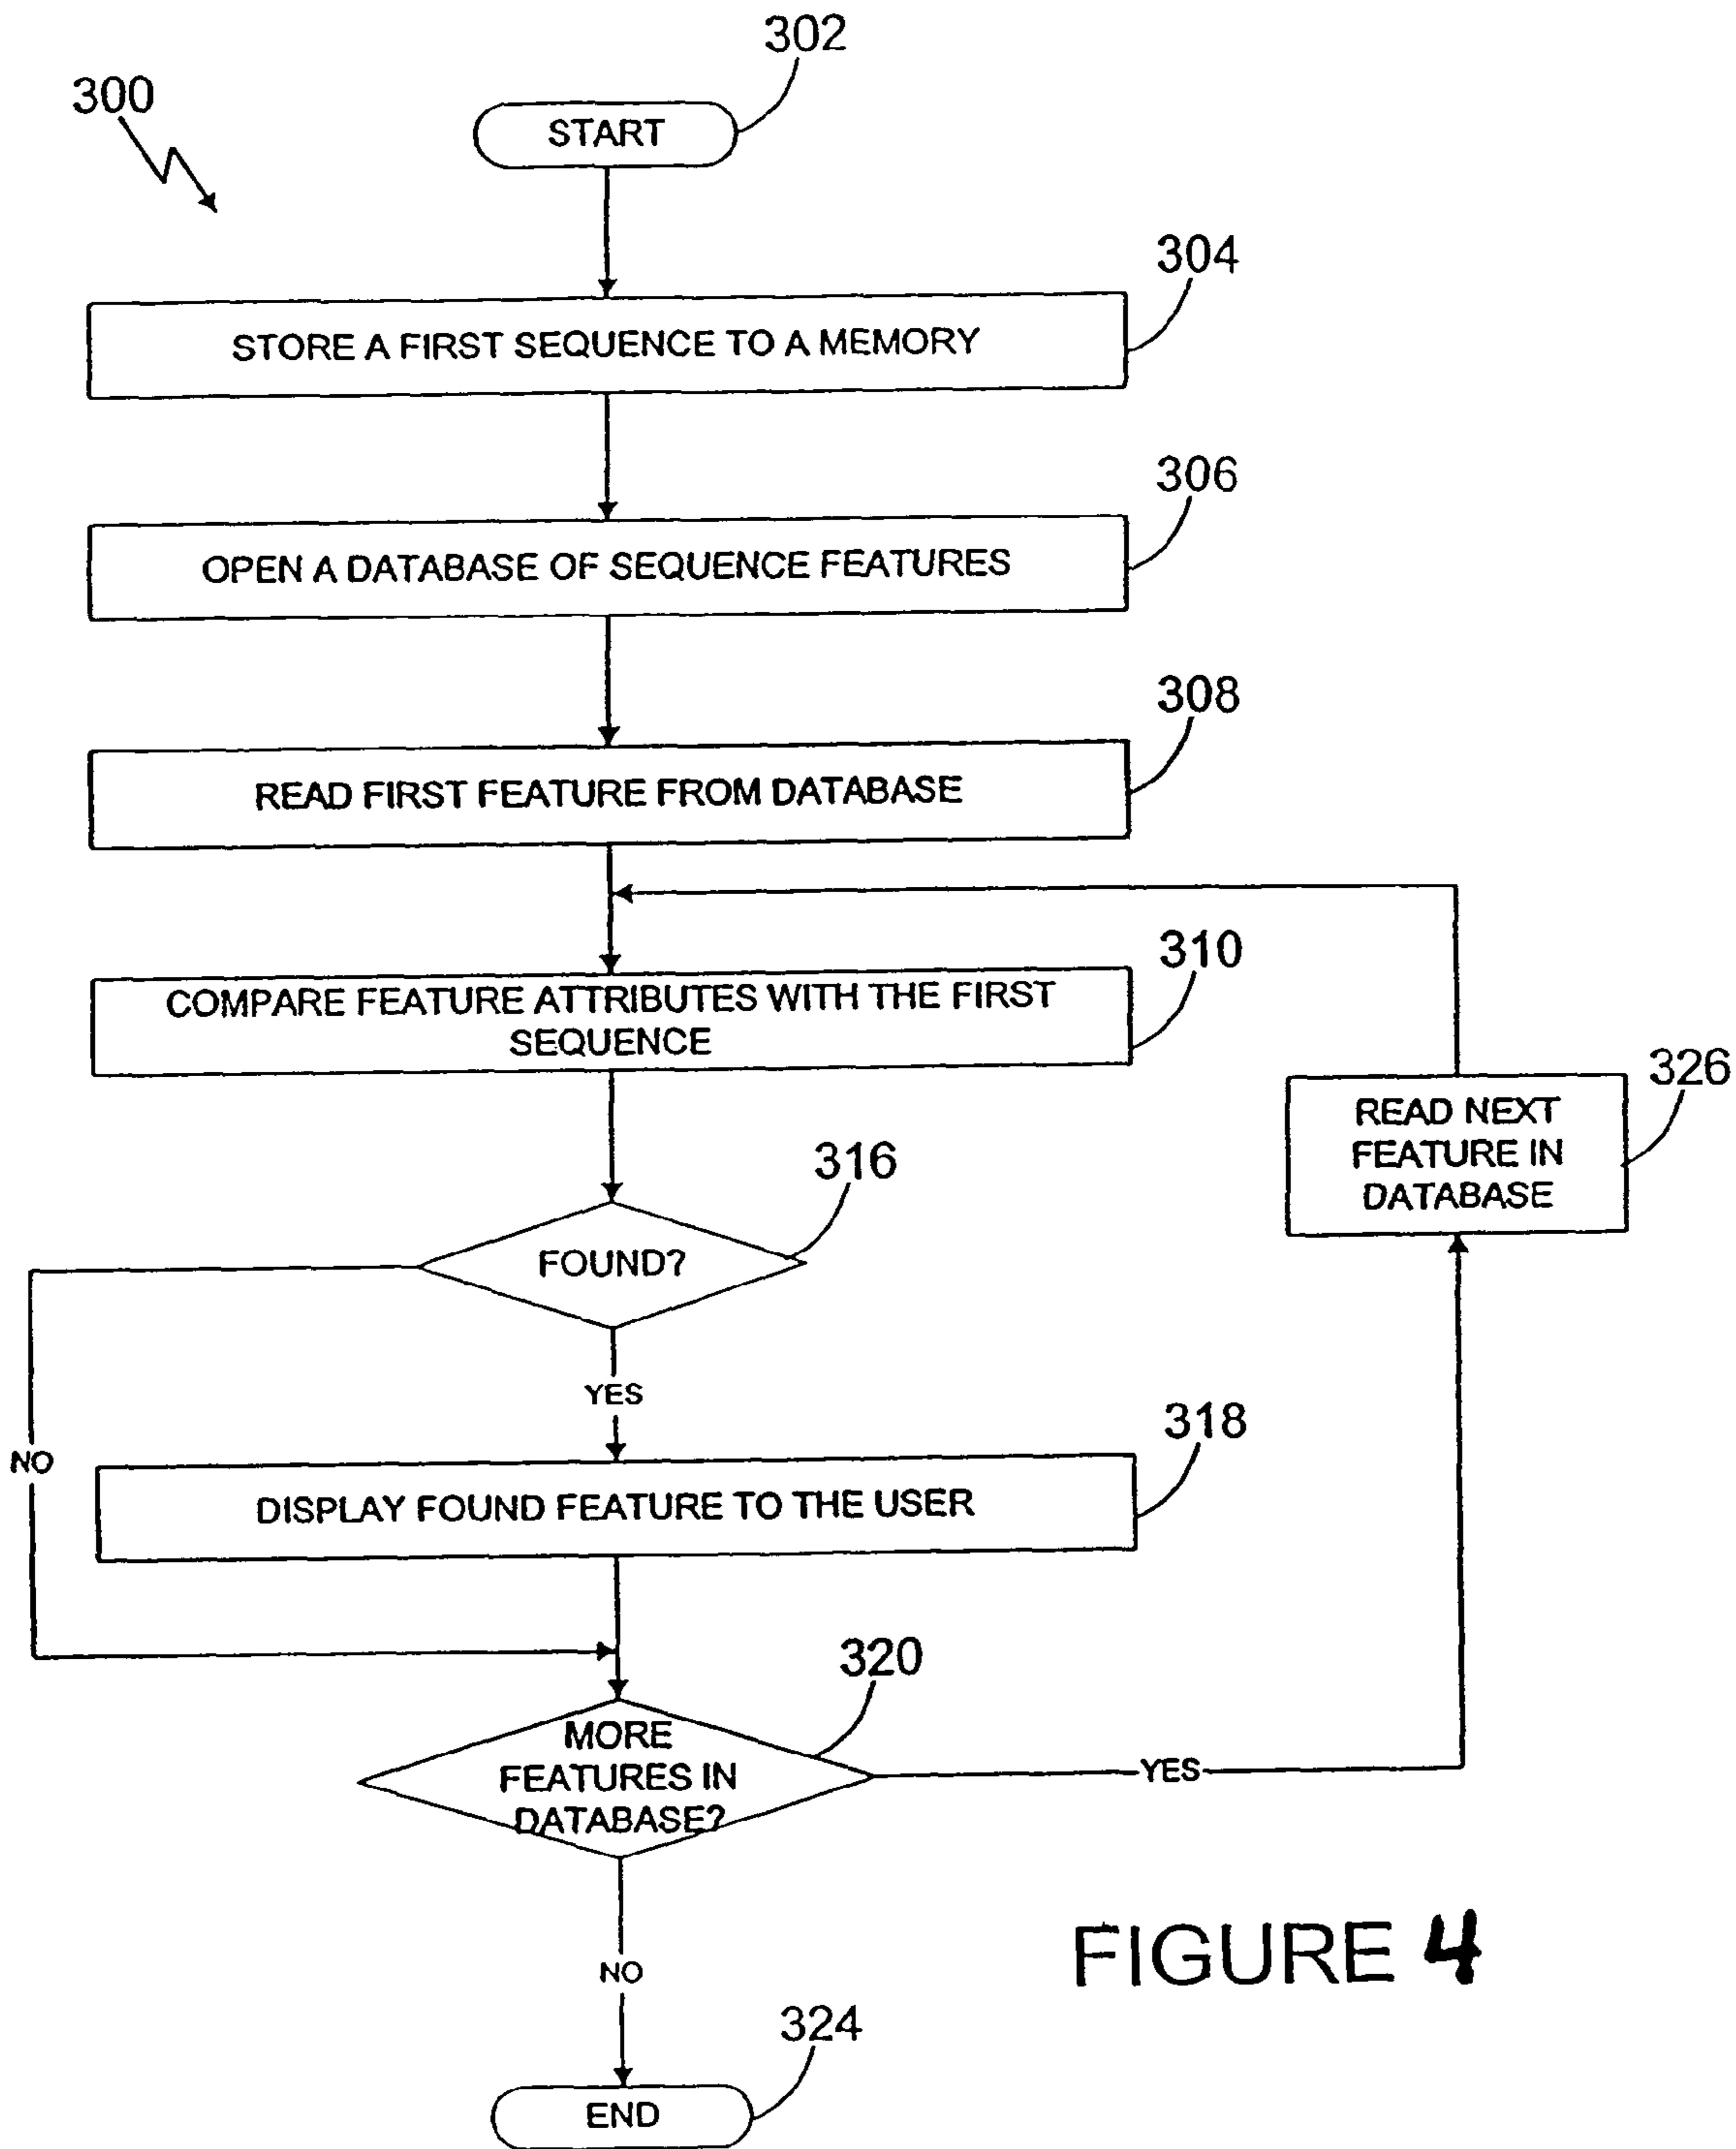 302
300
START
304
STORE A FIRST SEQUENCE TO A MEMORY
306
OPEN A DATABASE OF SEQUENCE FEATURES
308
READ FIRST FEATURE FROM DATABASE
310
COMPARE FEATURE ATTRIBUTES WITH THE FIRST
SEQUENCE
326
READ NEXT
FEATURE IN
DATABASE
316
FOUND?
YES
NO
318
DISPLAY FOUND FEATURE TO THE USER
320
MORE
FEATURES IN
DATABASE?
YES
NO
FIGURE 4
324
END